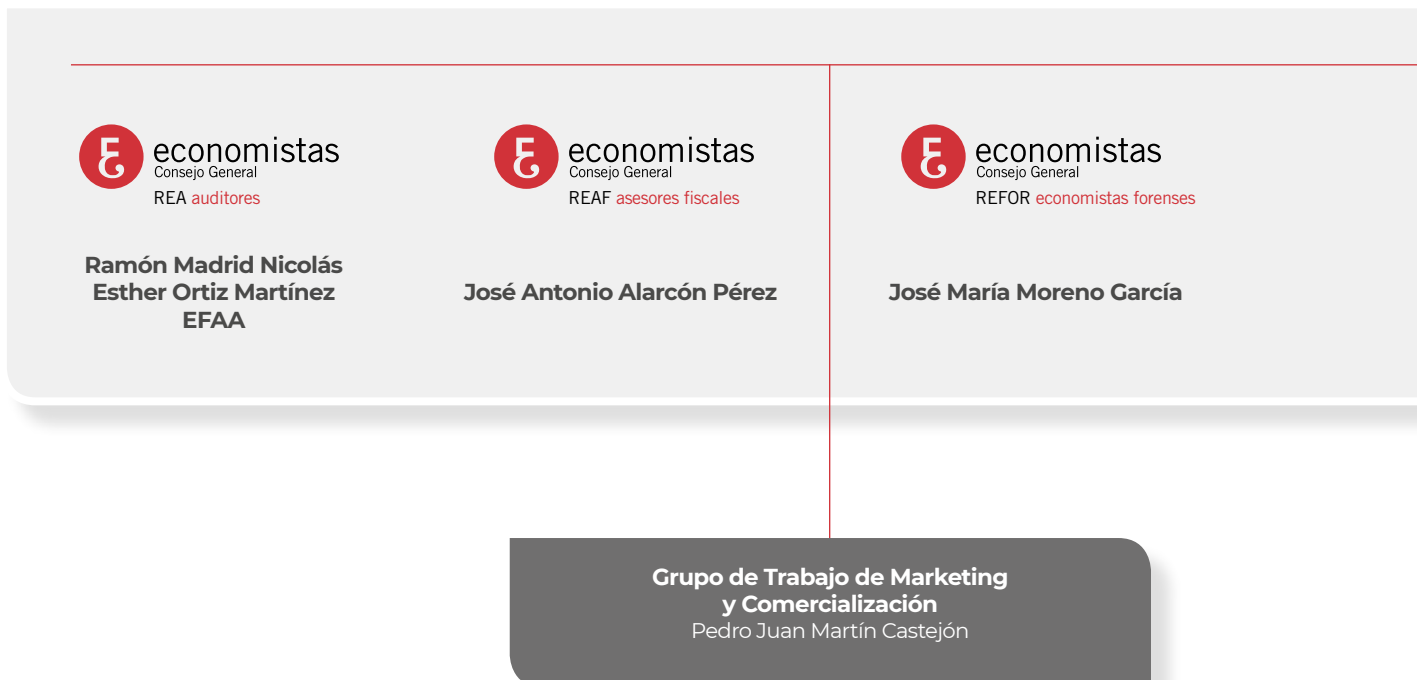 economistas
Consejo General
REA auditores
Ramón Madrid Nicolás
Esther Ortiz Martínez
EFAA
economistas
Consejo General
REAF asesores fiscales
José Antonio Alarcón Pérez
economistas
Consejo General
REFOR economistas forenses
José María Moreno García
Grupo de Trabajo de Marketing
y Comercialización
Pedro Juan Martín Castejón